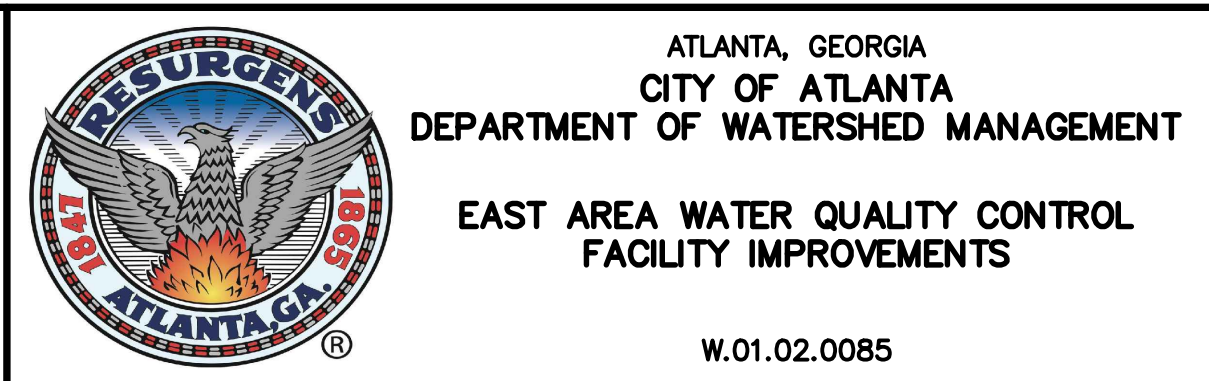 RESURGENS
1847
1865
ATLANTA, GA.
®
ATLANTA, GEORGIA
CITY OF ATLANTA
DEPARTMENT OF WATERSHED MANAGEMENT
EAST AREA WATER QUALITY CONTROL
FACILITY IMPROVEMENTS
W.01.02.0085